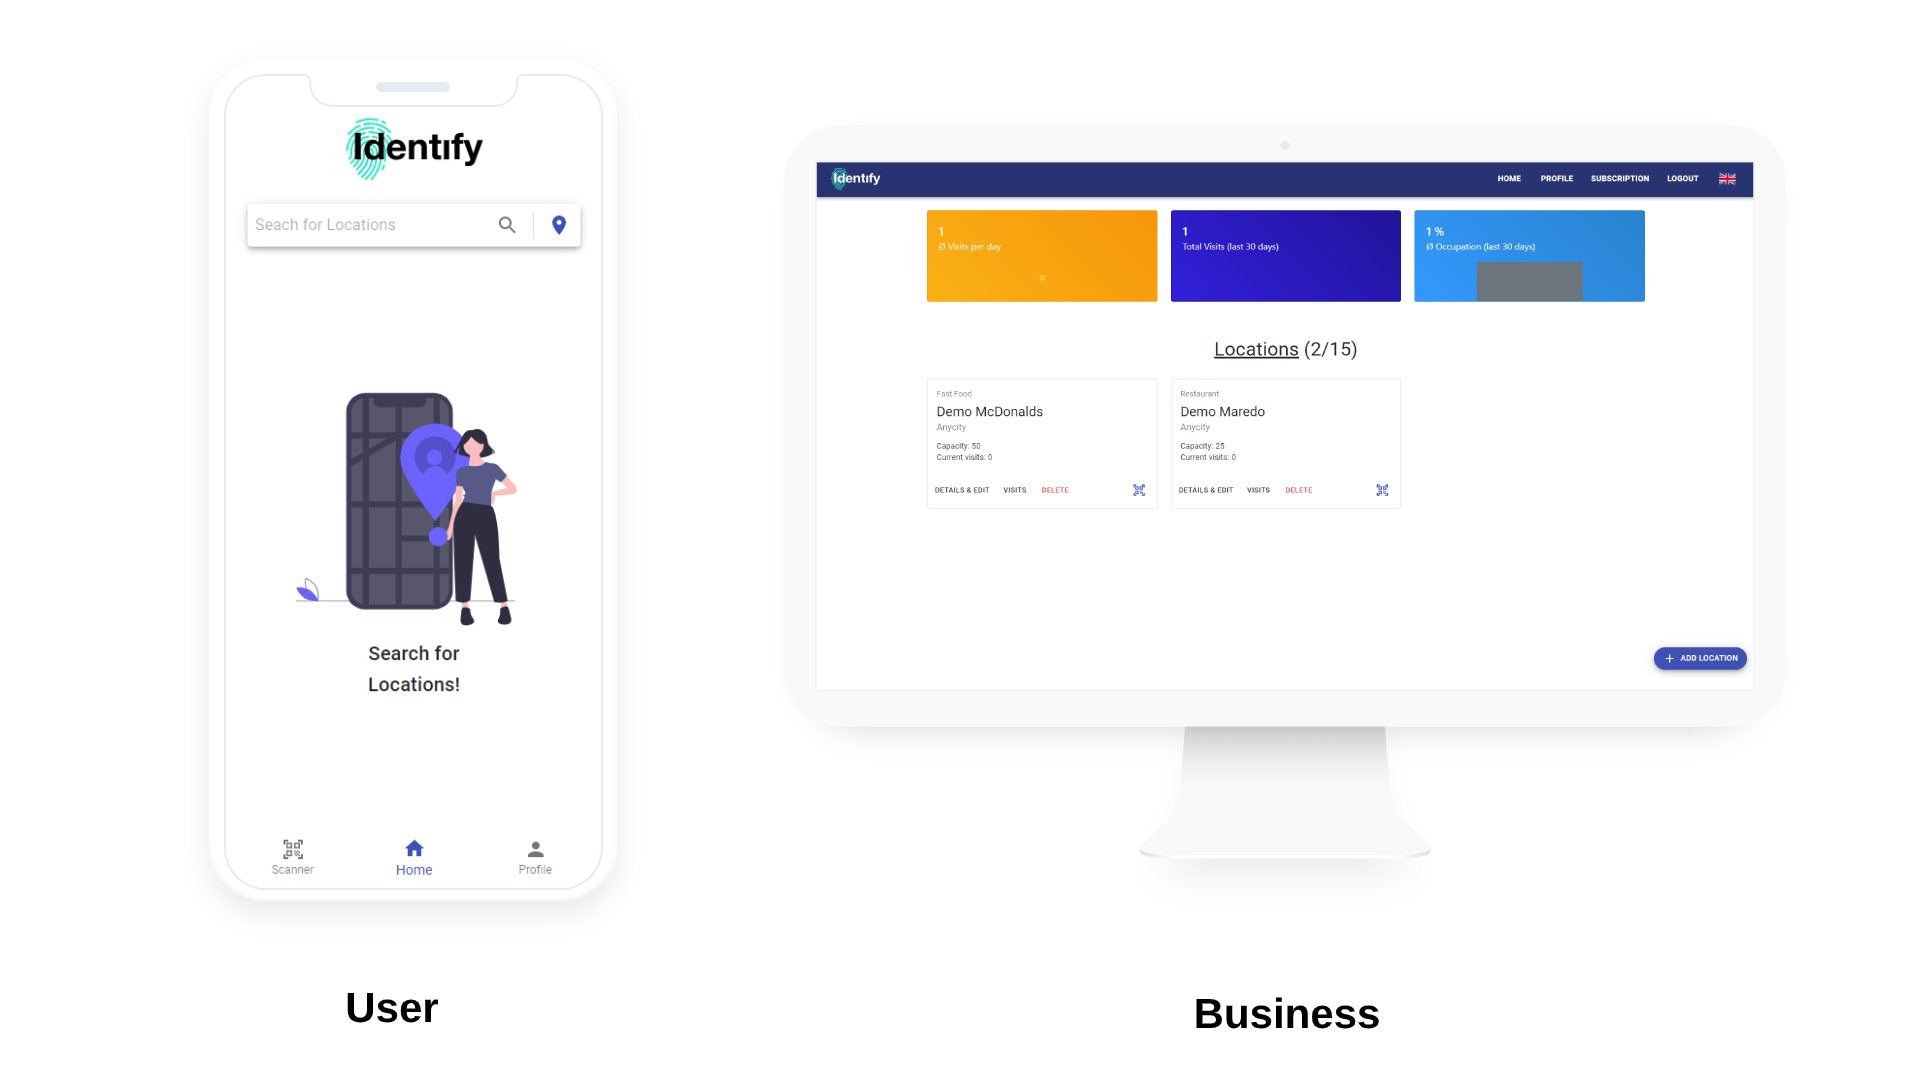 Identify
Seach for Locations
Search for
Locations!
Scanner
Home
Profile
User
Identify
HOME
PROFILE
SUBSCRIPTION
LOGOUT
1
Ø Visits per day
1
Total Visits (last 30 days)
1 %
Ø Occupation (last 30 days)
Locations (2/15)
Fast Food
Demo McDonalds
Anycity
Capacity: 50
Current visits: 0
DETAILS & EDIT
VISITS
DELETE
Restaurant
Demo Maredo
Anycity
Capacity: 25
Current visits: 0
DETAILS & EDIT
VISITS
DELETE
+ ADD LOCATION
Business